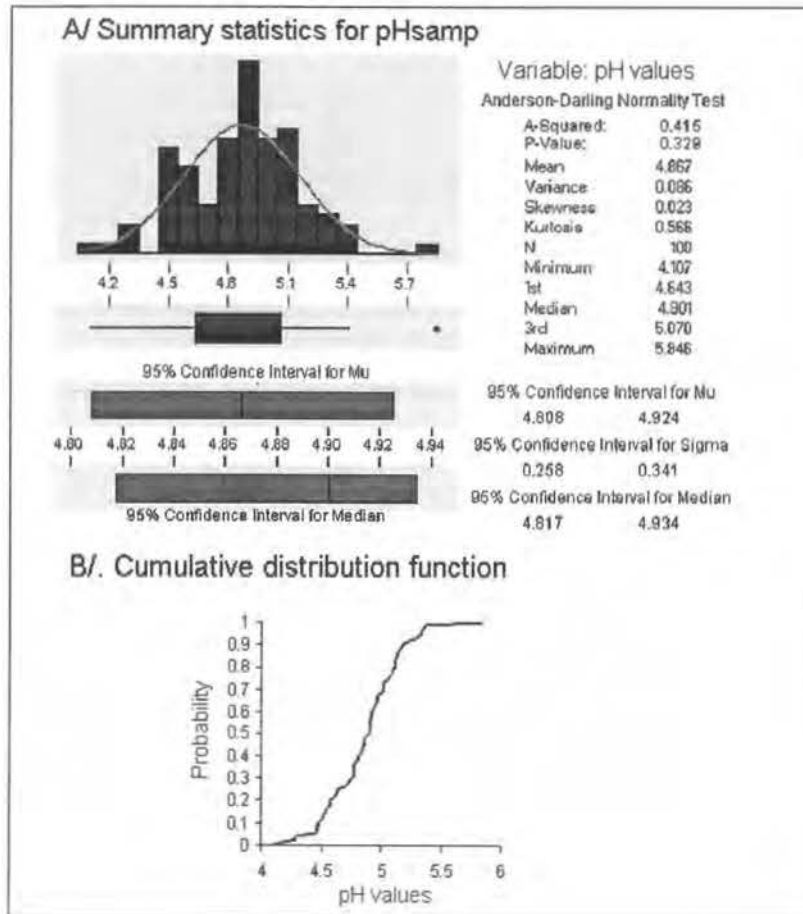 A/ Summary statistics for pHsamp
Variable: pH values
Anderson-Darling Normality Test
A-Squared: 0.415
P-Value: 0.329
Mean 4.867
Variance 0.086
Skewness 0.023
Kurtosis 0.566
N 100
Minimum 4.107
1st 4.643
Median 4.901
3rd 5.070
Maximum 5.846
4.2 4.5 4.8 5.1 5.4 5.7
95% Confidence Interval for Mu
4.80 4.82 4.84 4.86 4.88 4.90 4.92 4.94
95% Confidence Interval for Median
95% Confidence Interval for Mu
4.808 4.924
95% Confidence Interval for Sigma
0.258 0.341
95% Confidence Interval for Median
4.817 4.934
B/. Cumulative distribution function
Probability
1
0.9
0.8
0.7
0.6
0.5
0.4
0.3
0.2
0.1
0
4 4.5 5 5.5 6
pH values